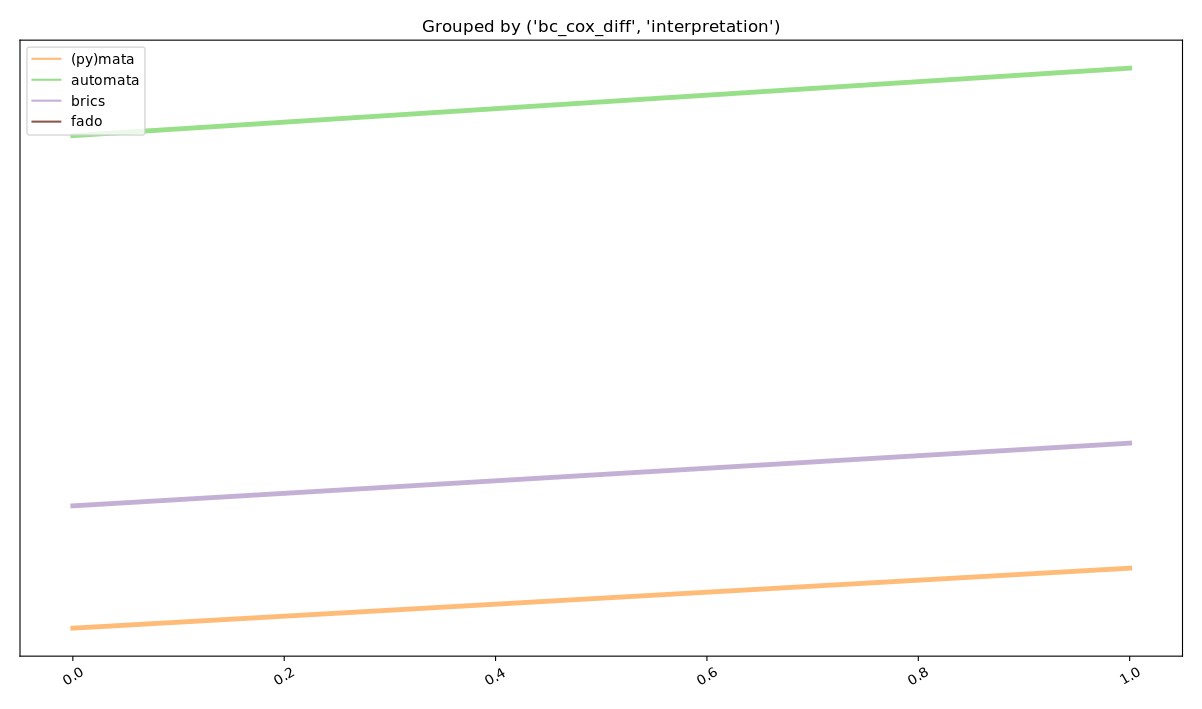 Grouped by ('bc_cox_diff', 'interpretation')
(py)mata
automata
brics
fado
0.0
0.2
0.4
0.6
0.8
1.0